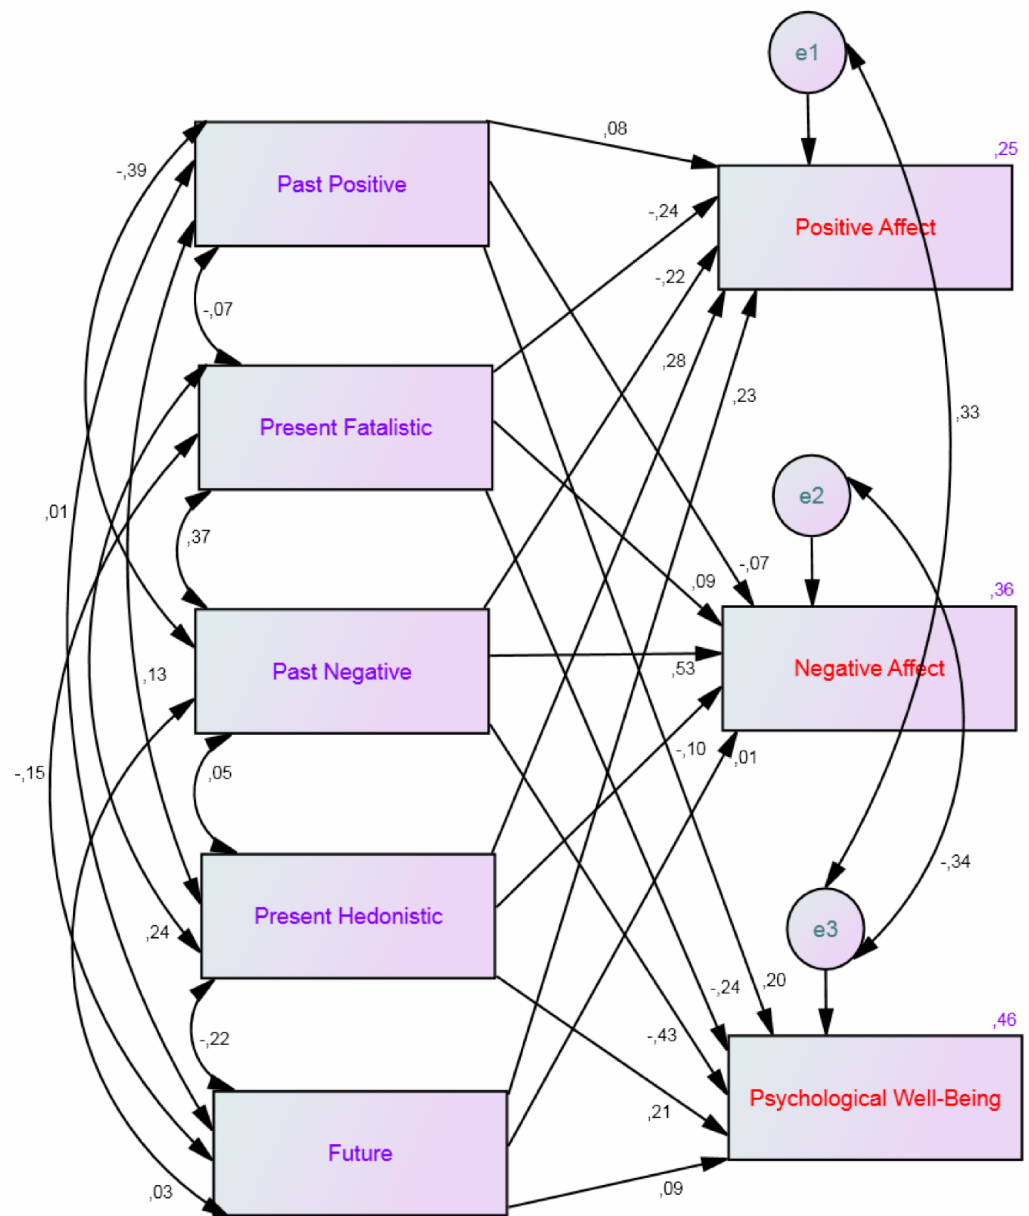 e1
,25
,08
-,39
Past Positive
-,24
Positive Affect
-,22
-,07
,28
,23
,33
Present Fatalistic
e2
,01
,37
,09
-,07
,36
Past Negative
,53
Negative Affect
,13
-,15
,05
-,10
,01
-,34
Present Hedonistic
,24
e3
-,24
,20
-,22
-,43
,46
Psychological Well-Being
,21
Future
,03
,09